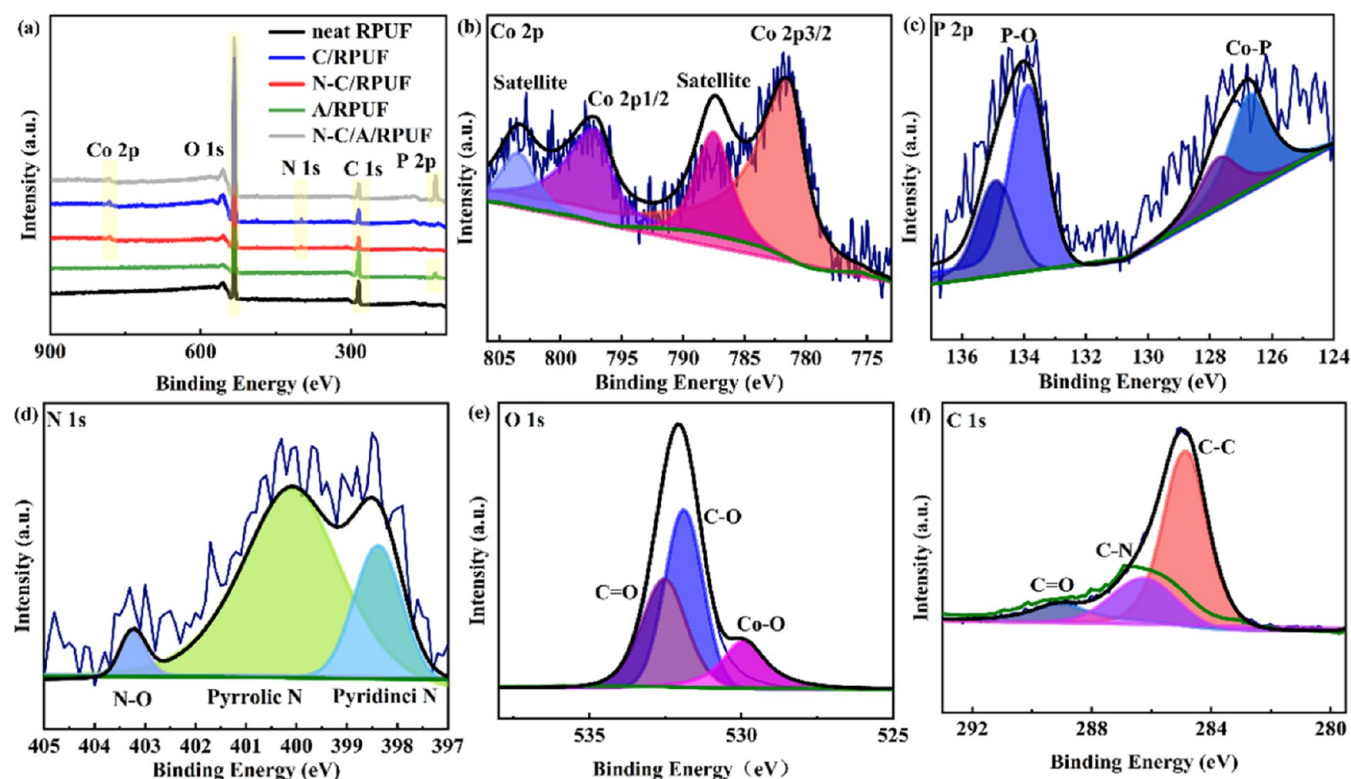 (a)
neat RPUF
C/RPUF
N-C/RPUF
A/RPUF
N-C/A/RPUF
Co 2p
O 1s
N 1s
C 1s
P 2p
Intensity (a.u.)
900 600 300
Binding Energy (eV)
(b) Co 2p
Co 2p3/2
Satellite
Satellite
Co 2p1/2
Intensity (a.u.)
805 800 795 787 782 775 773
Binding Energy (eV)
(c) P 2p
P-O
Co-P
Intensity (a.u.)
136 134 132 130 128 126 124
Binding Energy (eV)
(d) N 1s
Intensity (a.u.)
N-O
Pyrrolic N
Pyridinci N
405 404 403 402 401 400 399 398 397
Binding Energy (eV)
(e) O 1s
C-O
C=O
Co-O
Intensity (a.u.)
535 530 525
Binding Energy (eV)
(f) C 1s
C-C
C-N
C=O
Intensity (a.u.)
292 288 284 280
Binding Energy (eV)